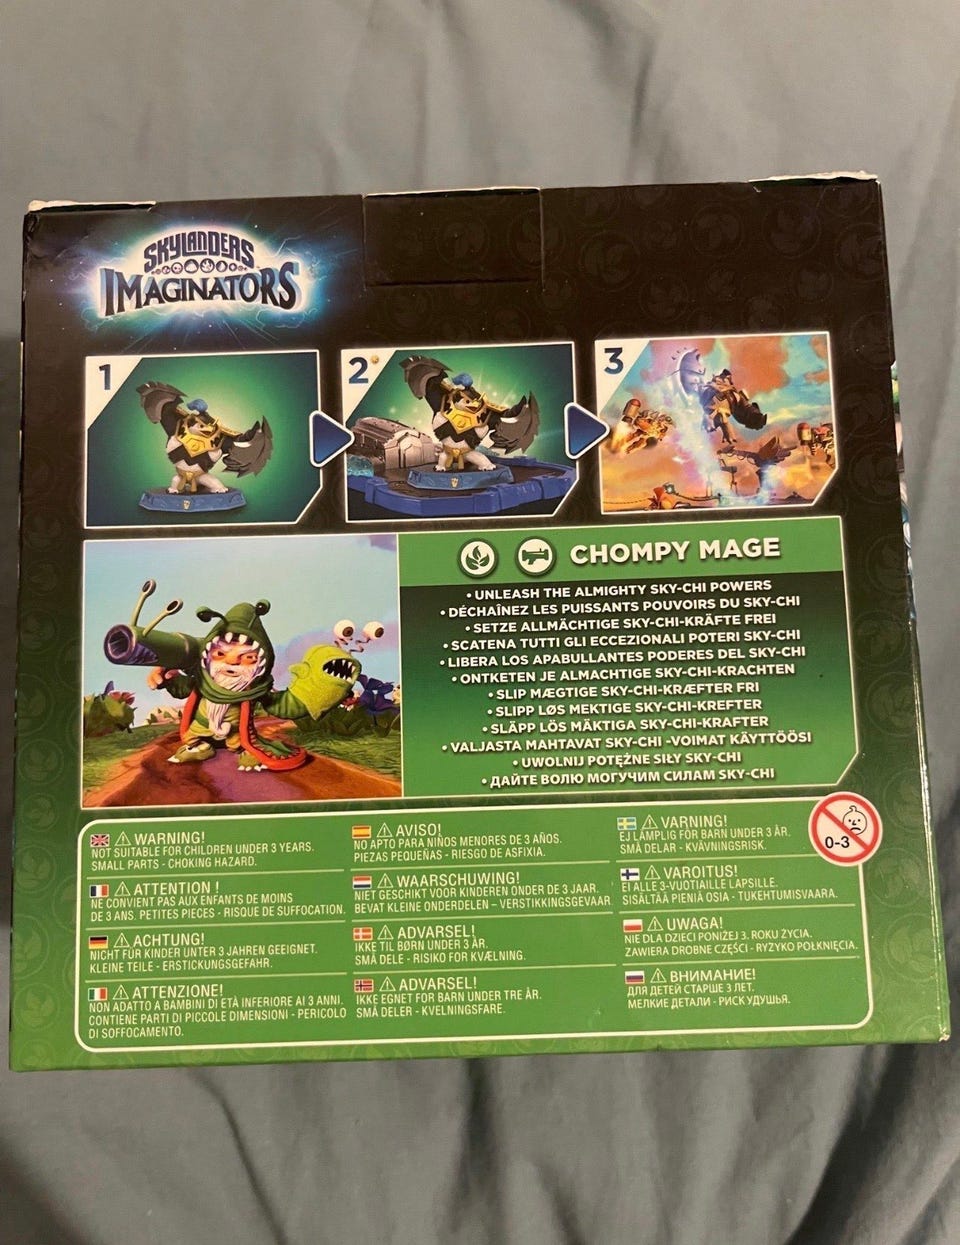 SKYLANDERS
IMAGINATORS
1
2
3
CHOMPY MAGE
• UNLEASH THE ALMIGHTY SKY-CHI POWERS
• DÉCHAÎNEZ LES PUISSANTS POUVOIRS DU SKY-CHI
• SETZE ALLMÄCHTIGE SKY-CHI-KRÄFTE FREI
• SCATENA TUTTI GLI ECCEZIONALI POTERI SKY-CHI
• LIBERA LOS APABULLANTES PODERES DEL SKY-CHI
• ONTKETEN JE ALMACHTIGE SKY-CHI-KRACHTEN
• SLIP MÆGTIGE SKY-CHI-KRÆFTER FRI
• SLIPP LØS MEKTIGE SKY-CHI-KREFTER
• SLÄPP LÖS MÄKTIGA SKY-CHI-KRAFTER
• VALJASTA MAHTAVAT SKY-CHI -VOIMAT KÄYTTÖÖSI
• UWOLNIJ POTĘŻNE SIŁY SKY-CHI
• ДАЙТЕ ВОЛЮ МОГУЧИМ СИЛАМ SKY-CHI
WARNING!
NOT SUITABLE FOR CHILDREN UNDER 3 YEARS.
SMALL PARTS - CHOKING HAZARD.
ATTENTION !
NE CONVIENT PAS AUX ENFANTS DE MOINS
DE 3 ANS. PETITES PIECES - RISQUE DE SUFFOCATION.
ACHTUNG!
NICHT FÜR KINDER UNTER 3 JAHREN GEEIGNET.
KLEINE TEILE - ERSTICKUNGSGEFAHR.
ATTENZIONE!
NON ADATTO A BAMBINI DI ETÀ INFERIORE AI 3 ANNI.
CONTIENE PARTI DI PICCOLE DIMENSIONI - PERICOLO
DI SOFFOCAMENTO.
AVISO!
NO APTO PARA NIÑOS MENORES DE 3 AÑOS.
PIEZAS PEQUEÑAS - RIESGO DE ASFIXIA.
WAARSCHUWING!
NIET GESCHIKT VOOR KINDEREN ONDER DE 3 JAAR.
BEVAT KLEINE ONDERDELEN – VERSTIKKINGSGEVAAR.
ADVARSEL!
IKKE TIL BØRN UNDER 3 ÅR.
SMÅ DELE - RISIKO FOR KVÆLNING.
ADVARSEL!
IKKE EGNET FOR BARN UNDER TRE ÅR.
SMÅ DELER - KVELNINGSFARE.
VARNING!
EJ LÄMPLIG FÖR BARN UNDER 3 ÅR.
SMÅ DELAR - KVÄVNINGSRISK.
VAROITUS!
EI ALLE 3-VUOTIAILLE LAPSILLE.
SISÄLTÄÄ PIENIÄ OSIA - TUKEHTUMISVAARA.
UWAGA!
NIE DLA DZIECI PONIŻEJ 3. ROKU ŻYCIA.
ZAWIERA DROBNE CZĘŚCI - RYZYKO POŁKNIĘCIA.
ВНИМАНИЕ!
ДЛЯ ДЕТЕЙ СТАРШЕ 3 ЛЕТ.
МЕЛКИЕ ДЕТАЛИ - РИСК УДУШЬЯ.
0-3